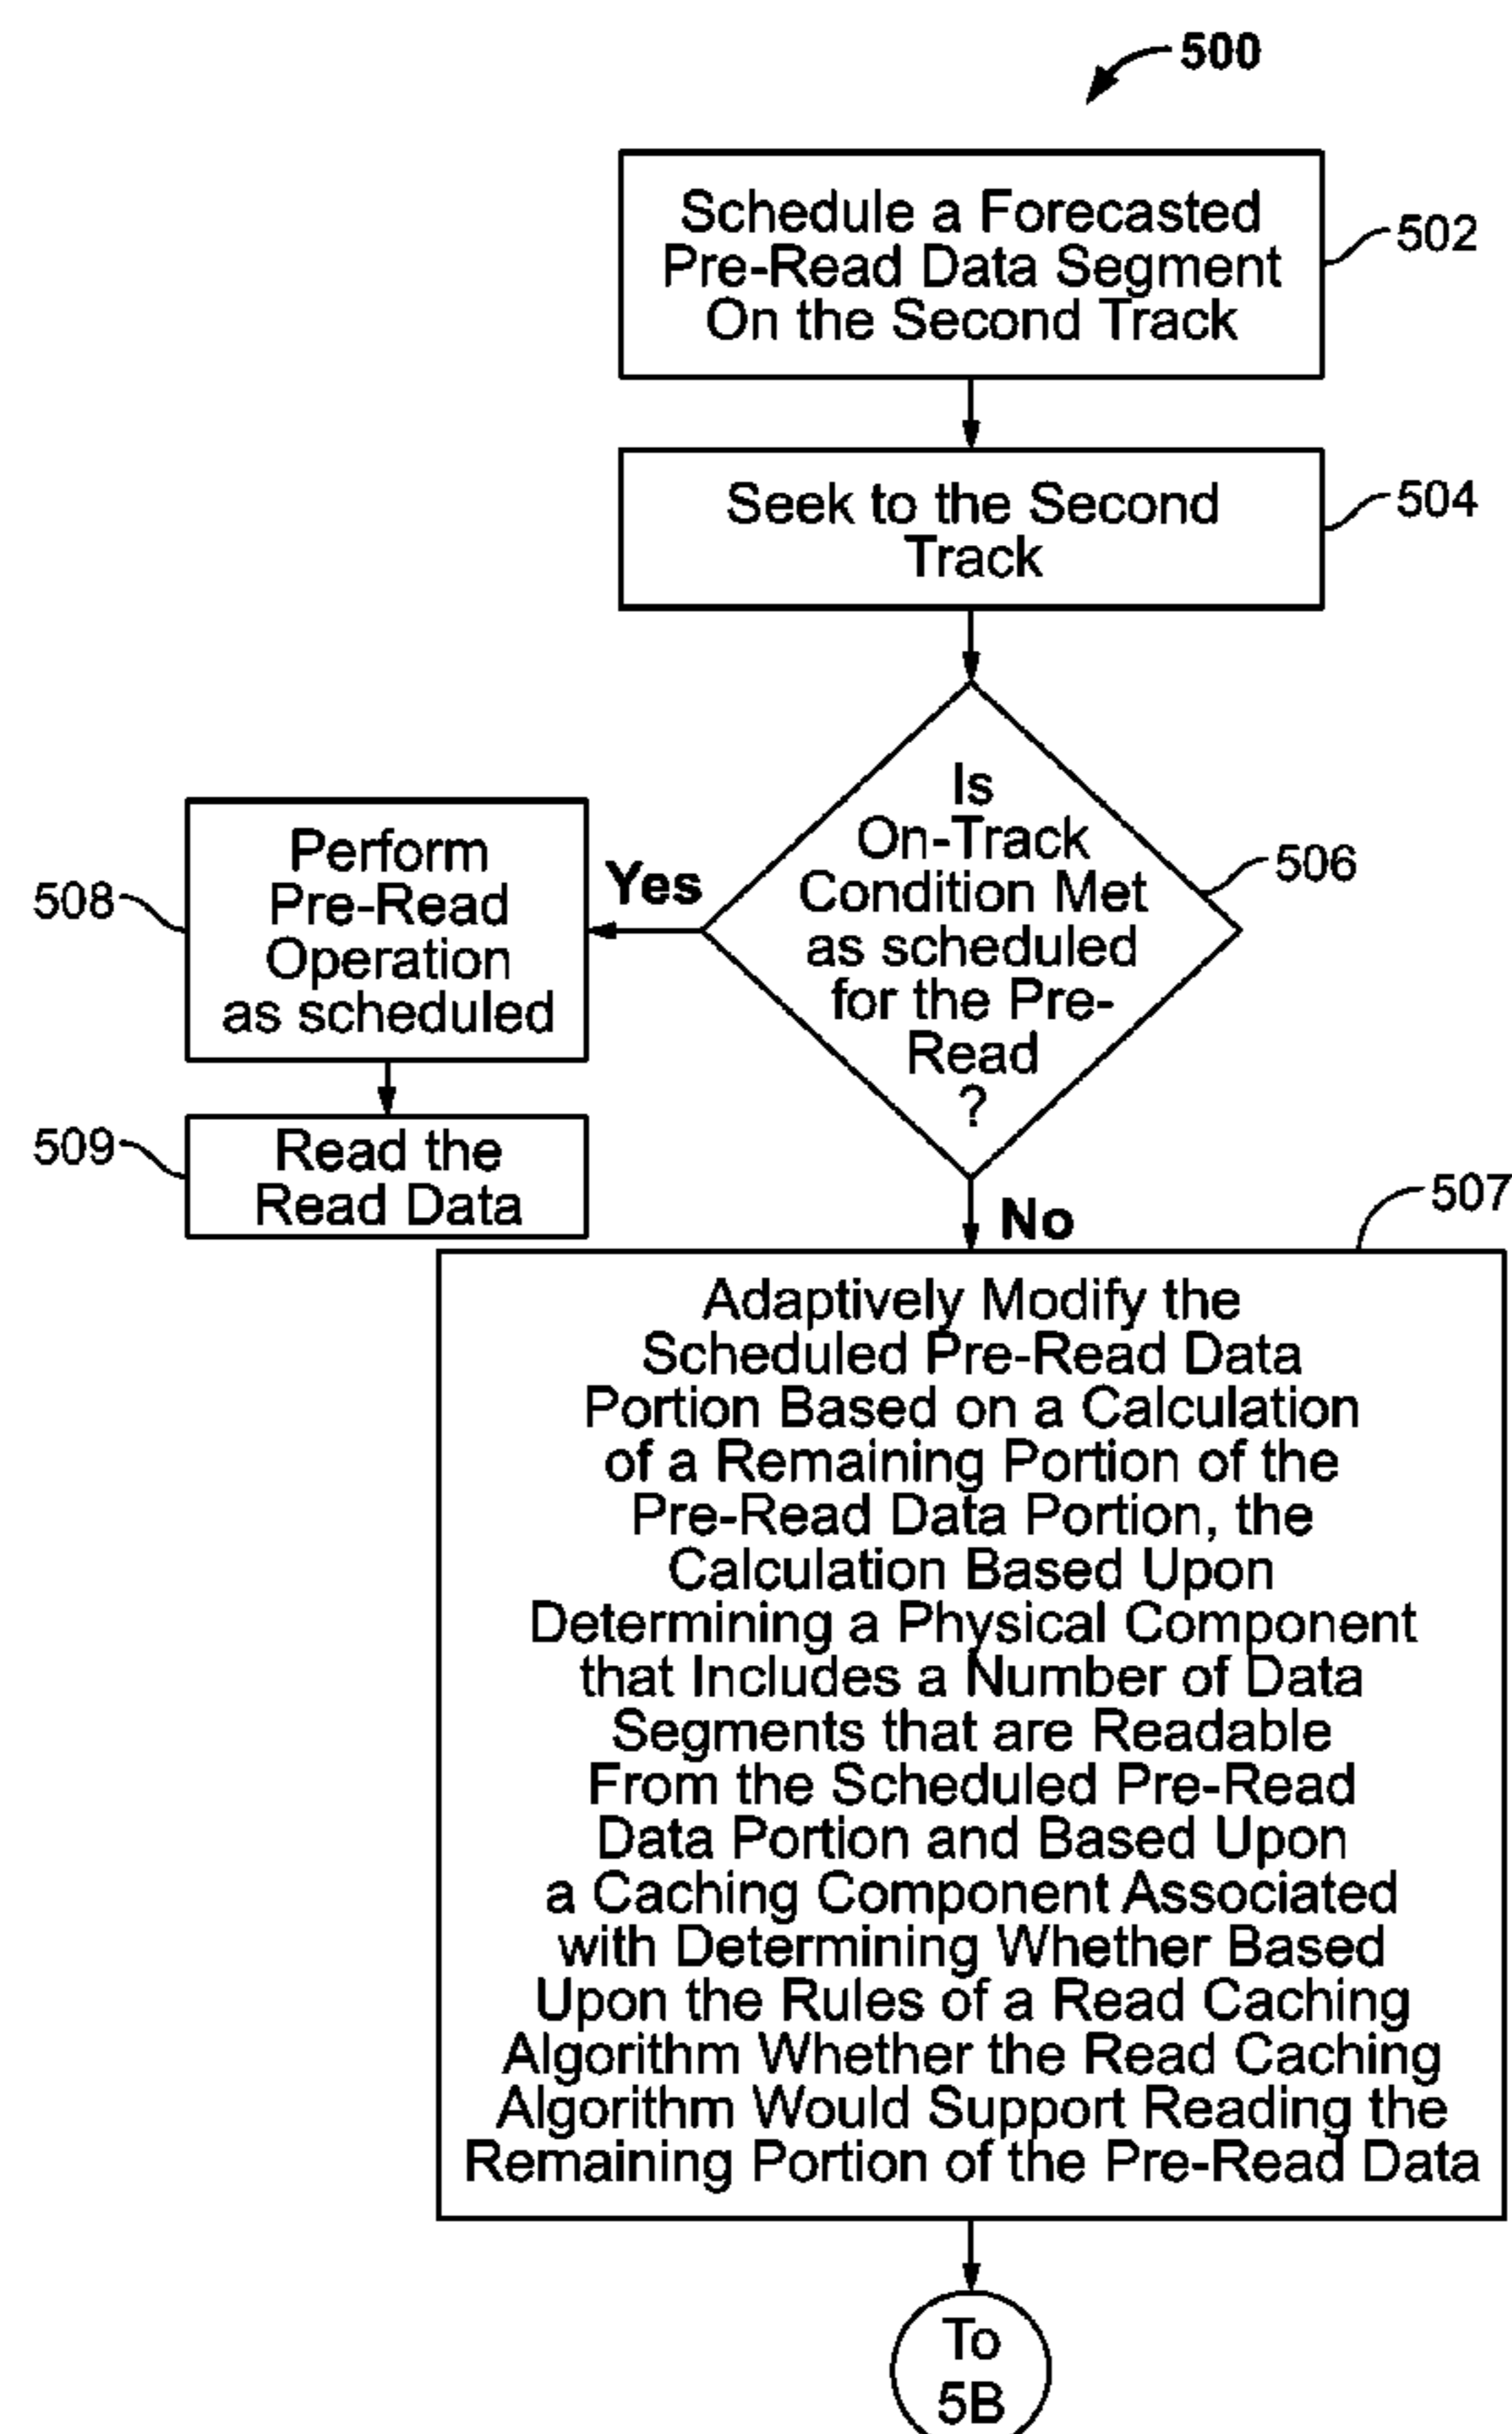 500
Schedule a Forecasted
Pre-Read Data Segment
On the Second Track
502
Seek to the Second
Track
504
Is
On-Track
Condition Met
as scheduled
for the Pre-
Read
?
506
Yes
Perform
Pre-Read
Operation
as scheduled
508
Read the
Read Data
509
No
507
Adaptively Modify the
Scheduled Pre-Read Data
Portion Based on a Calculation
of a Remaining Portion of the
Pre-Read Data Portion, the
Calculation Based Upon
Determining a Physical Component
that Includes a Number of Data
Segments that are Readable
From the Scheduled Pre-Read
Data Portion and Based Upon
a Caching Component Associated
with Determining Whether Based
Upon the Rules of a Read Caching
Algorithm Whether the Read Caching
Algorithm Would Support Reading the
Remaining Portion of the Pre-Read Data
To
5B